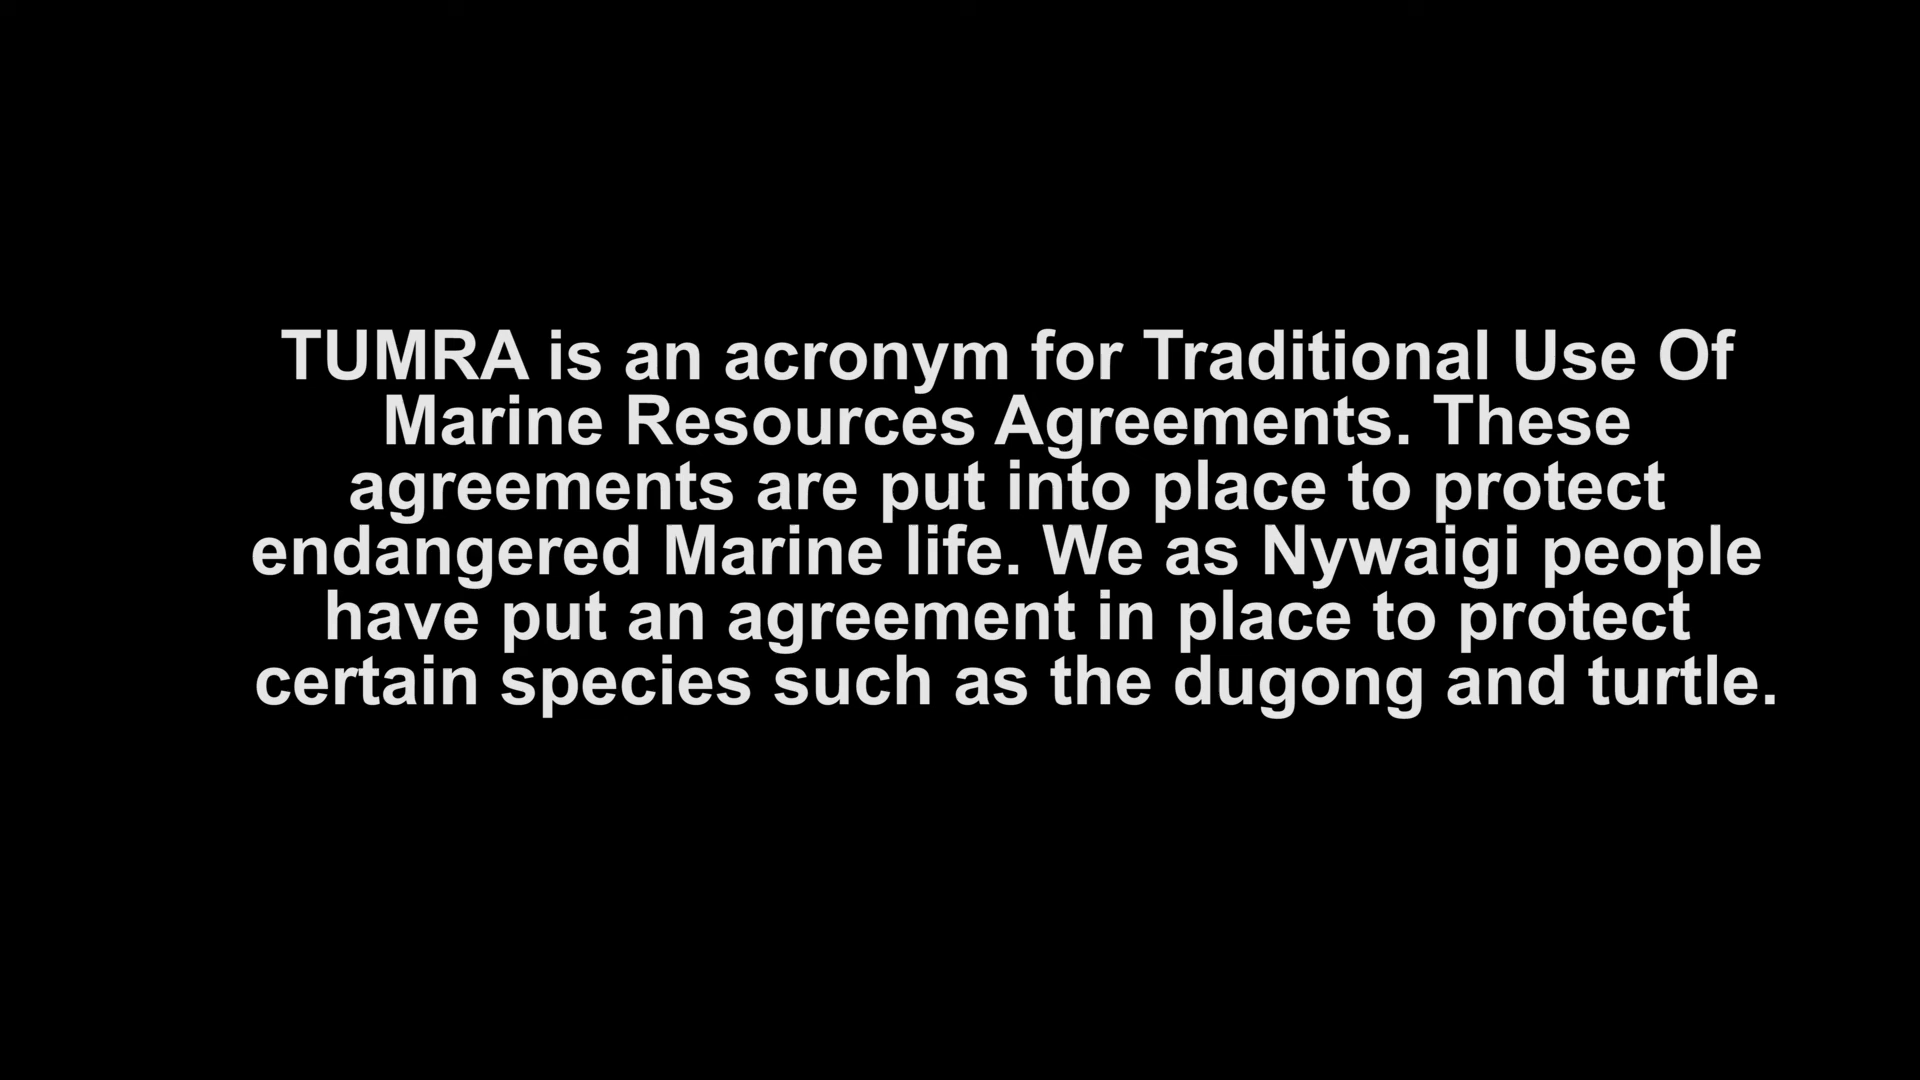 TUMRA is an acronym for Traditional Use Of
Marine Resources Agreements. These
agreements are put into place to protect
endangered Marine life. We as Nywaigi people
have put an agreement in place to protect
certain species such as the dugong and turtle.